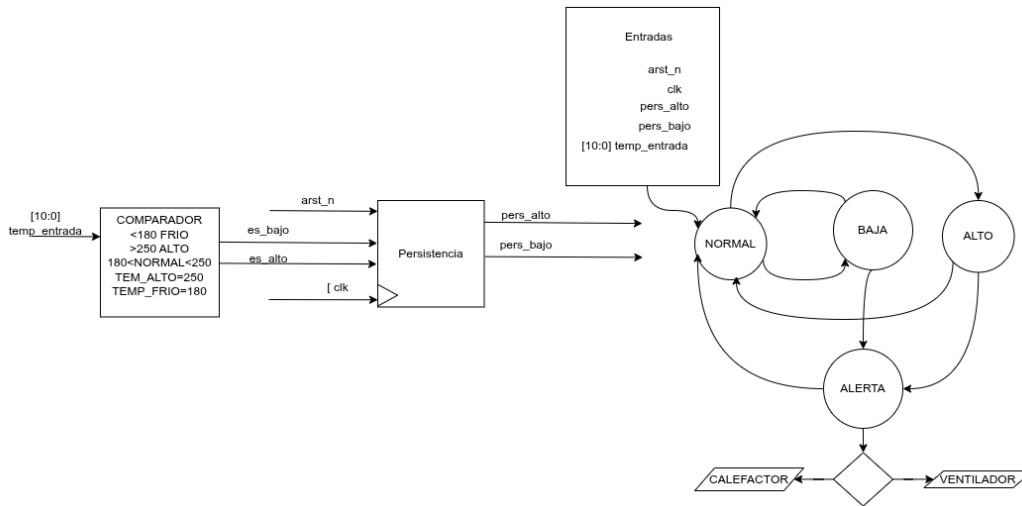 Entradas
arst_n
clk
pers_alto
pers_bajo
[10:0] temp_entrada
[10:0]
temp_entrada
COMPARADOR
<180 FRIO
>250 ALTO
180<NORMAL<250
TEM_ALTO=250
TEMP_FRIO=180
arst_n
es_bajo
es_alto
[ clk
Persistencia
pers_alto
pers_bajo
NORMAL
BAJA
ALTO
ALERTA
CALEFACTOR
VENTILADOR